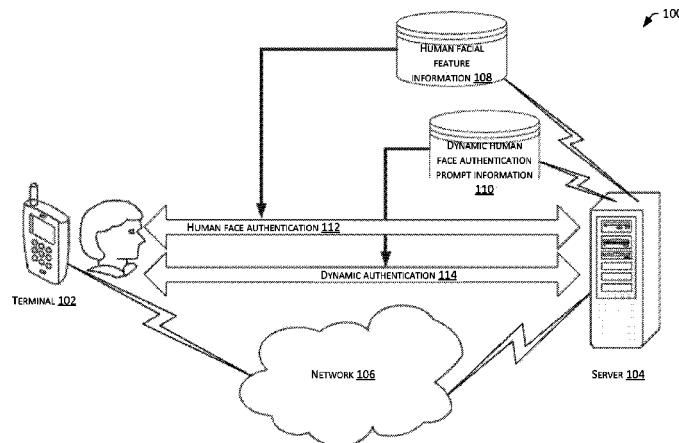 100
HUMAN FACIAL
FEATURE
INFORMATION 108
DYNAMIC HUMAN
FACE AUTHENTICATION
PROMPT INFORMATION
110
HUMAN FACE AUTHENTICATION 112
DYNAMIC AUTHENTICATION 114
TERMINAL 102
NETWORK 106
SERVER 104